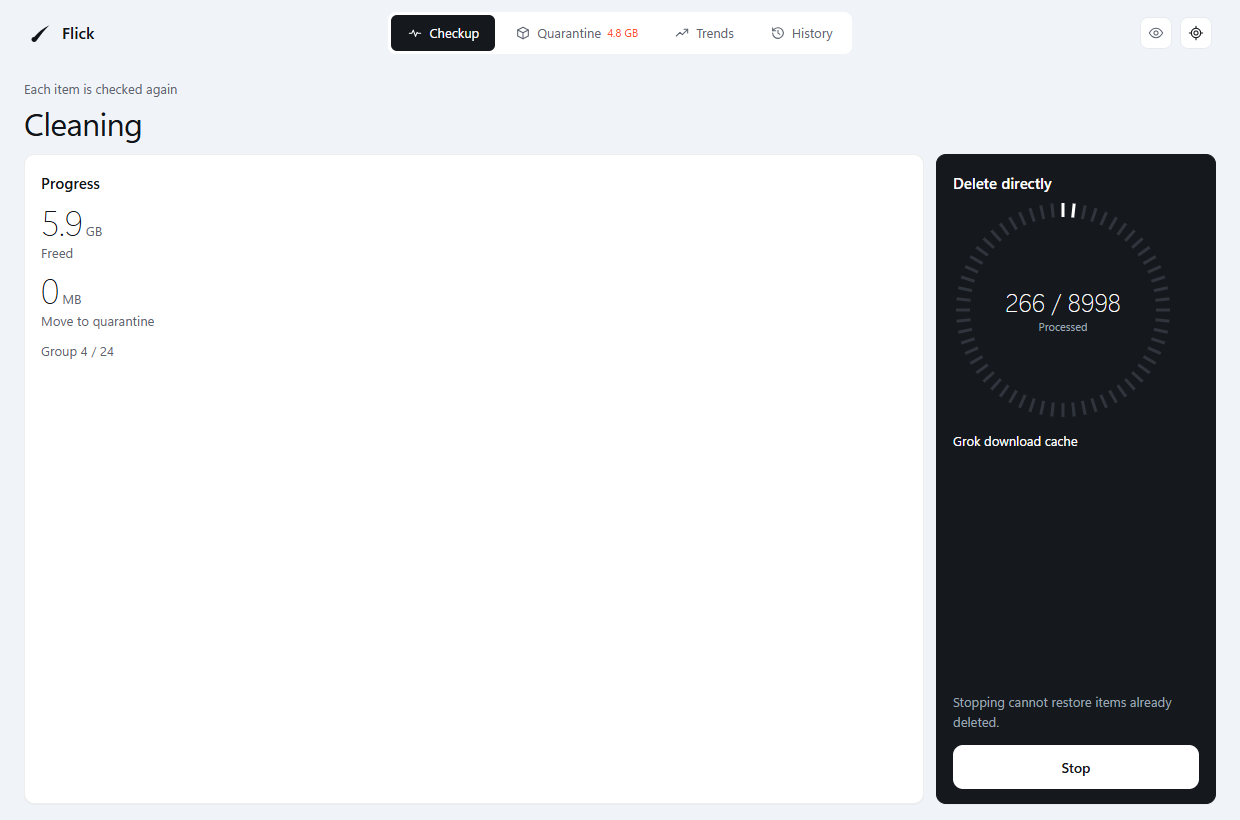 Flick
Checkup
Quarantine 4.8 GB
Trends
History
Each item is checked again
Cleaning
Progress
5.9 GB
Freed
0 MB
Move to quarantine
Group 4 / 24
Delete directly
266 / 8998
Processed
Grok download cache
Stopping cannot restore items already
deleted.
Stop